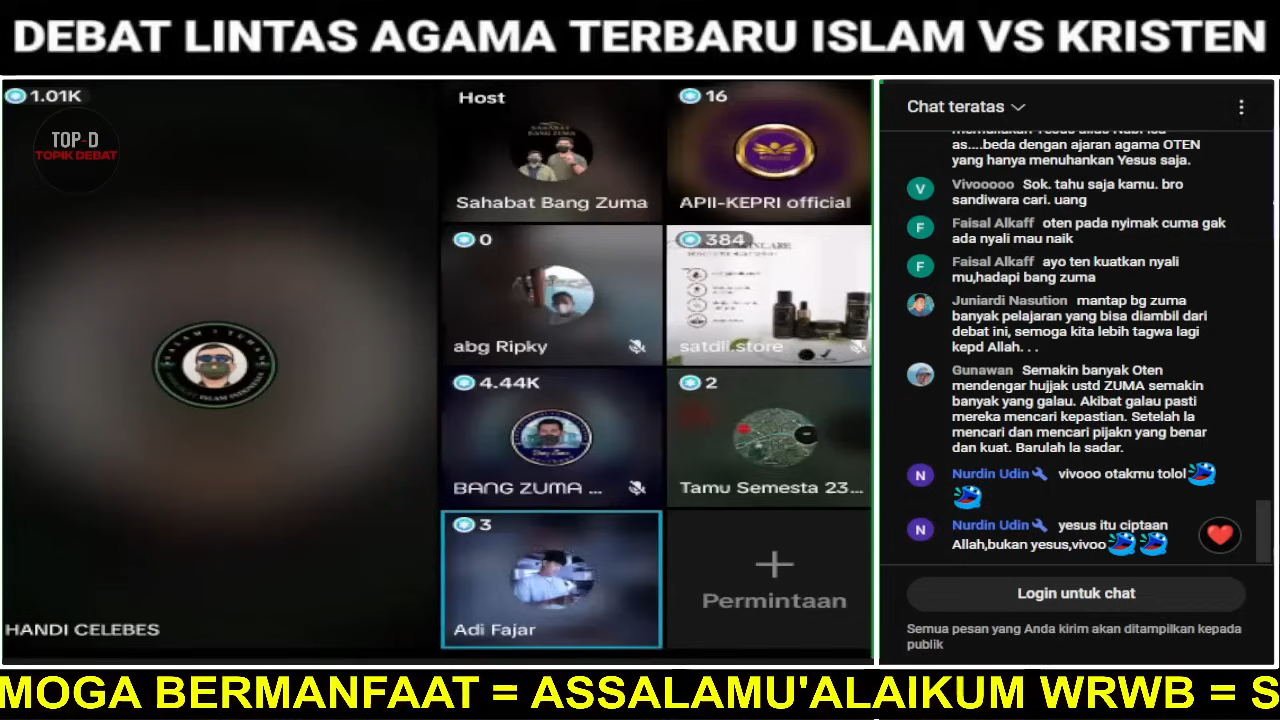 DEBAT LINTAS AGAMA TERBARU ISLAM VS KRISTEN
1.01K
TOP-D
TOPIK DEBAT
HANDI CELEBES
Host
SAHABAT
BANG ZUMA
Sahabat Bang Zuma
16
APII-KEPRI official
0
abg Ripky
384
satdli.store
4.44K
BANG ZUMA ...
2
Tamu Semesta 23...
3
Adi Fajar
Permintaan
Chat teratas
as....beda dengan ajaran agama OTEN
yang hanya menuhankan Yesus saja.
V
Vivooooo Sok. tahu saja kamu. bro
sandiwara cari. uang
F
Faisal Alkaff oten pada nyimak cuma gak
ada nyali mau naik
F
Faisal Alkaff ayo ten kuatkan nyali
mu,hadapi bang zuma
Juniardi Nasution mantap bg zuma
banyak pelajaran yang bisa diambil dari
debat ini, semoga kita lebih taqwa lagi
kepd Allah. . .
Gunawan Semakin banyak Oten
mendengar hujjak ustd ZUMA semakin
banyak yang galau. Akibat galau pasti
mereka mencari kepastian. Setelah la
mencari dan mencari pijakn yang benar
dan kuat. Barulah la sadar.
N
Nurdin Udin vivooo otakmu tolol
N
Nurdin Udin yesus itu ciptaan
Allah,bukan yesus,vivoo
Login untuk chat
Semua pesan yang Anda kirim akan ditampilkan kepada
publik
MOGA BERMANFAAT = ASSALAMU'ALAIKUM WRWB = S